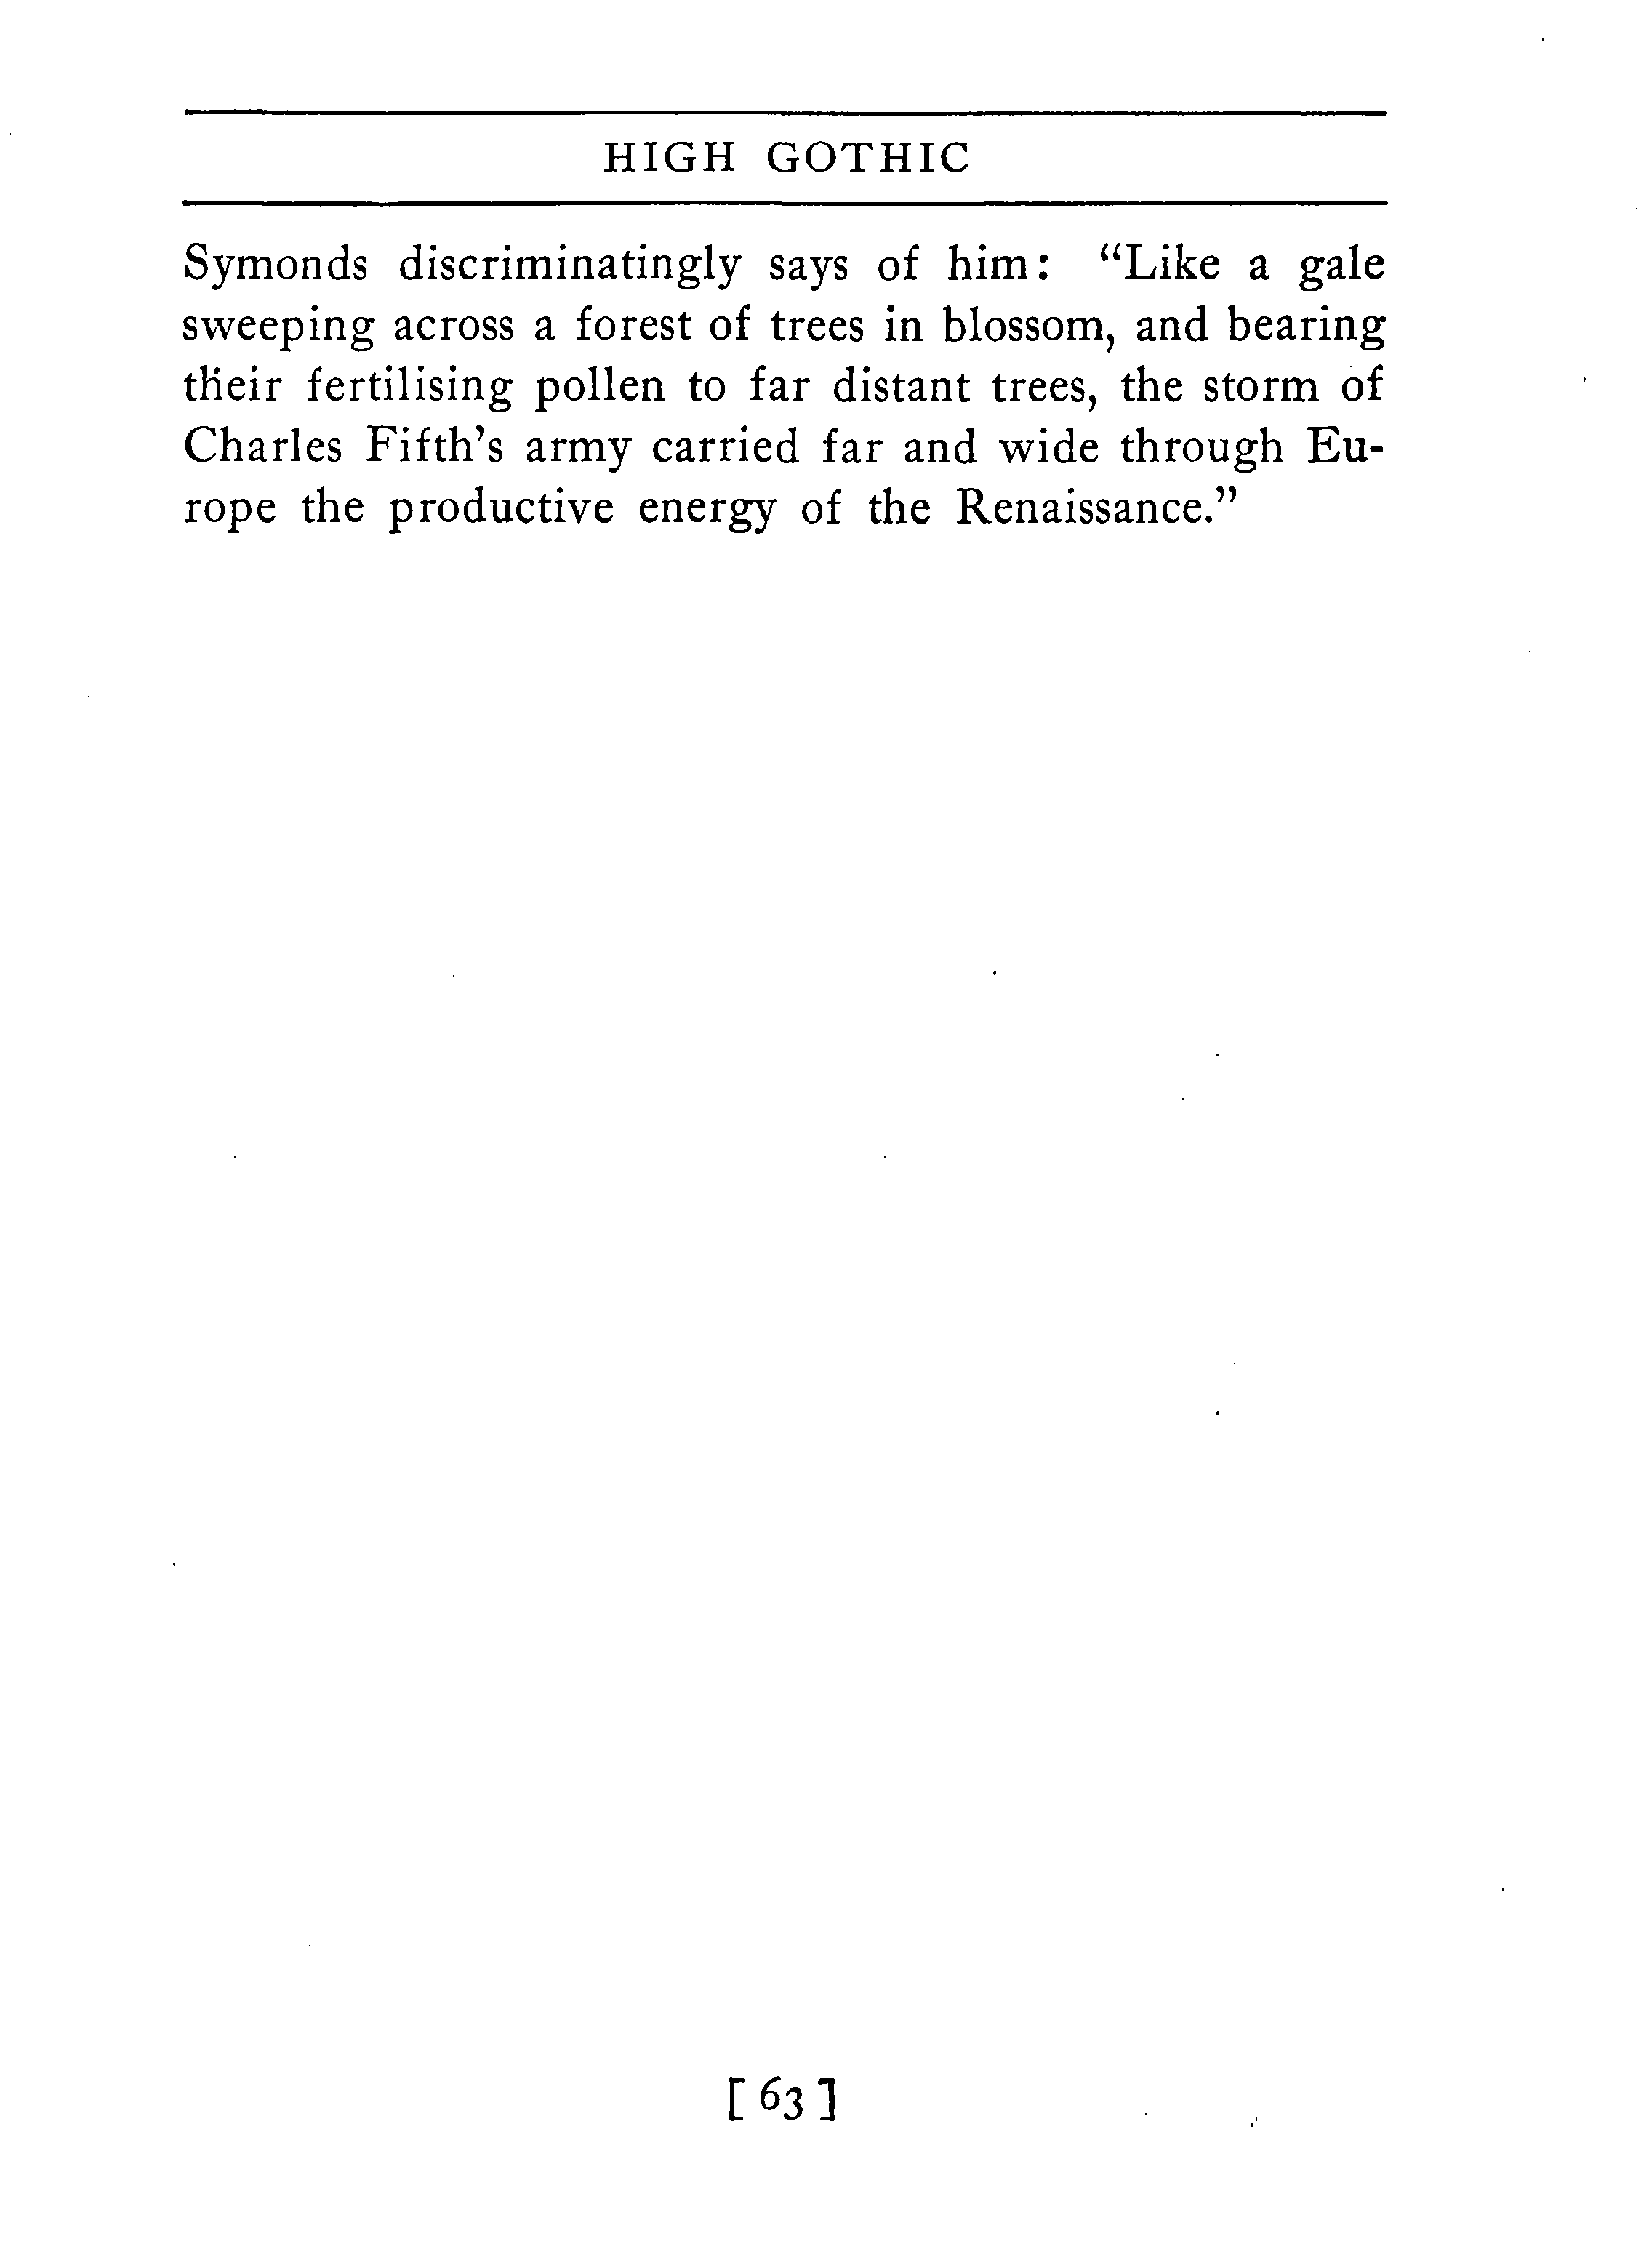 HIGH GOTHIC
Symonds discriminatingly says of him: “Like a gale
sweeping across a forest of trees in blossom, and bearing
their fertilising pollen to far distant trees, the storm of
Charles Fifth’s army carried far and wide through Eu-
rope the productive energy of the Renaissance.”
[63]